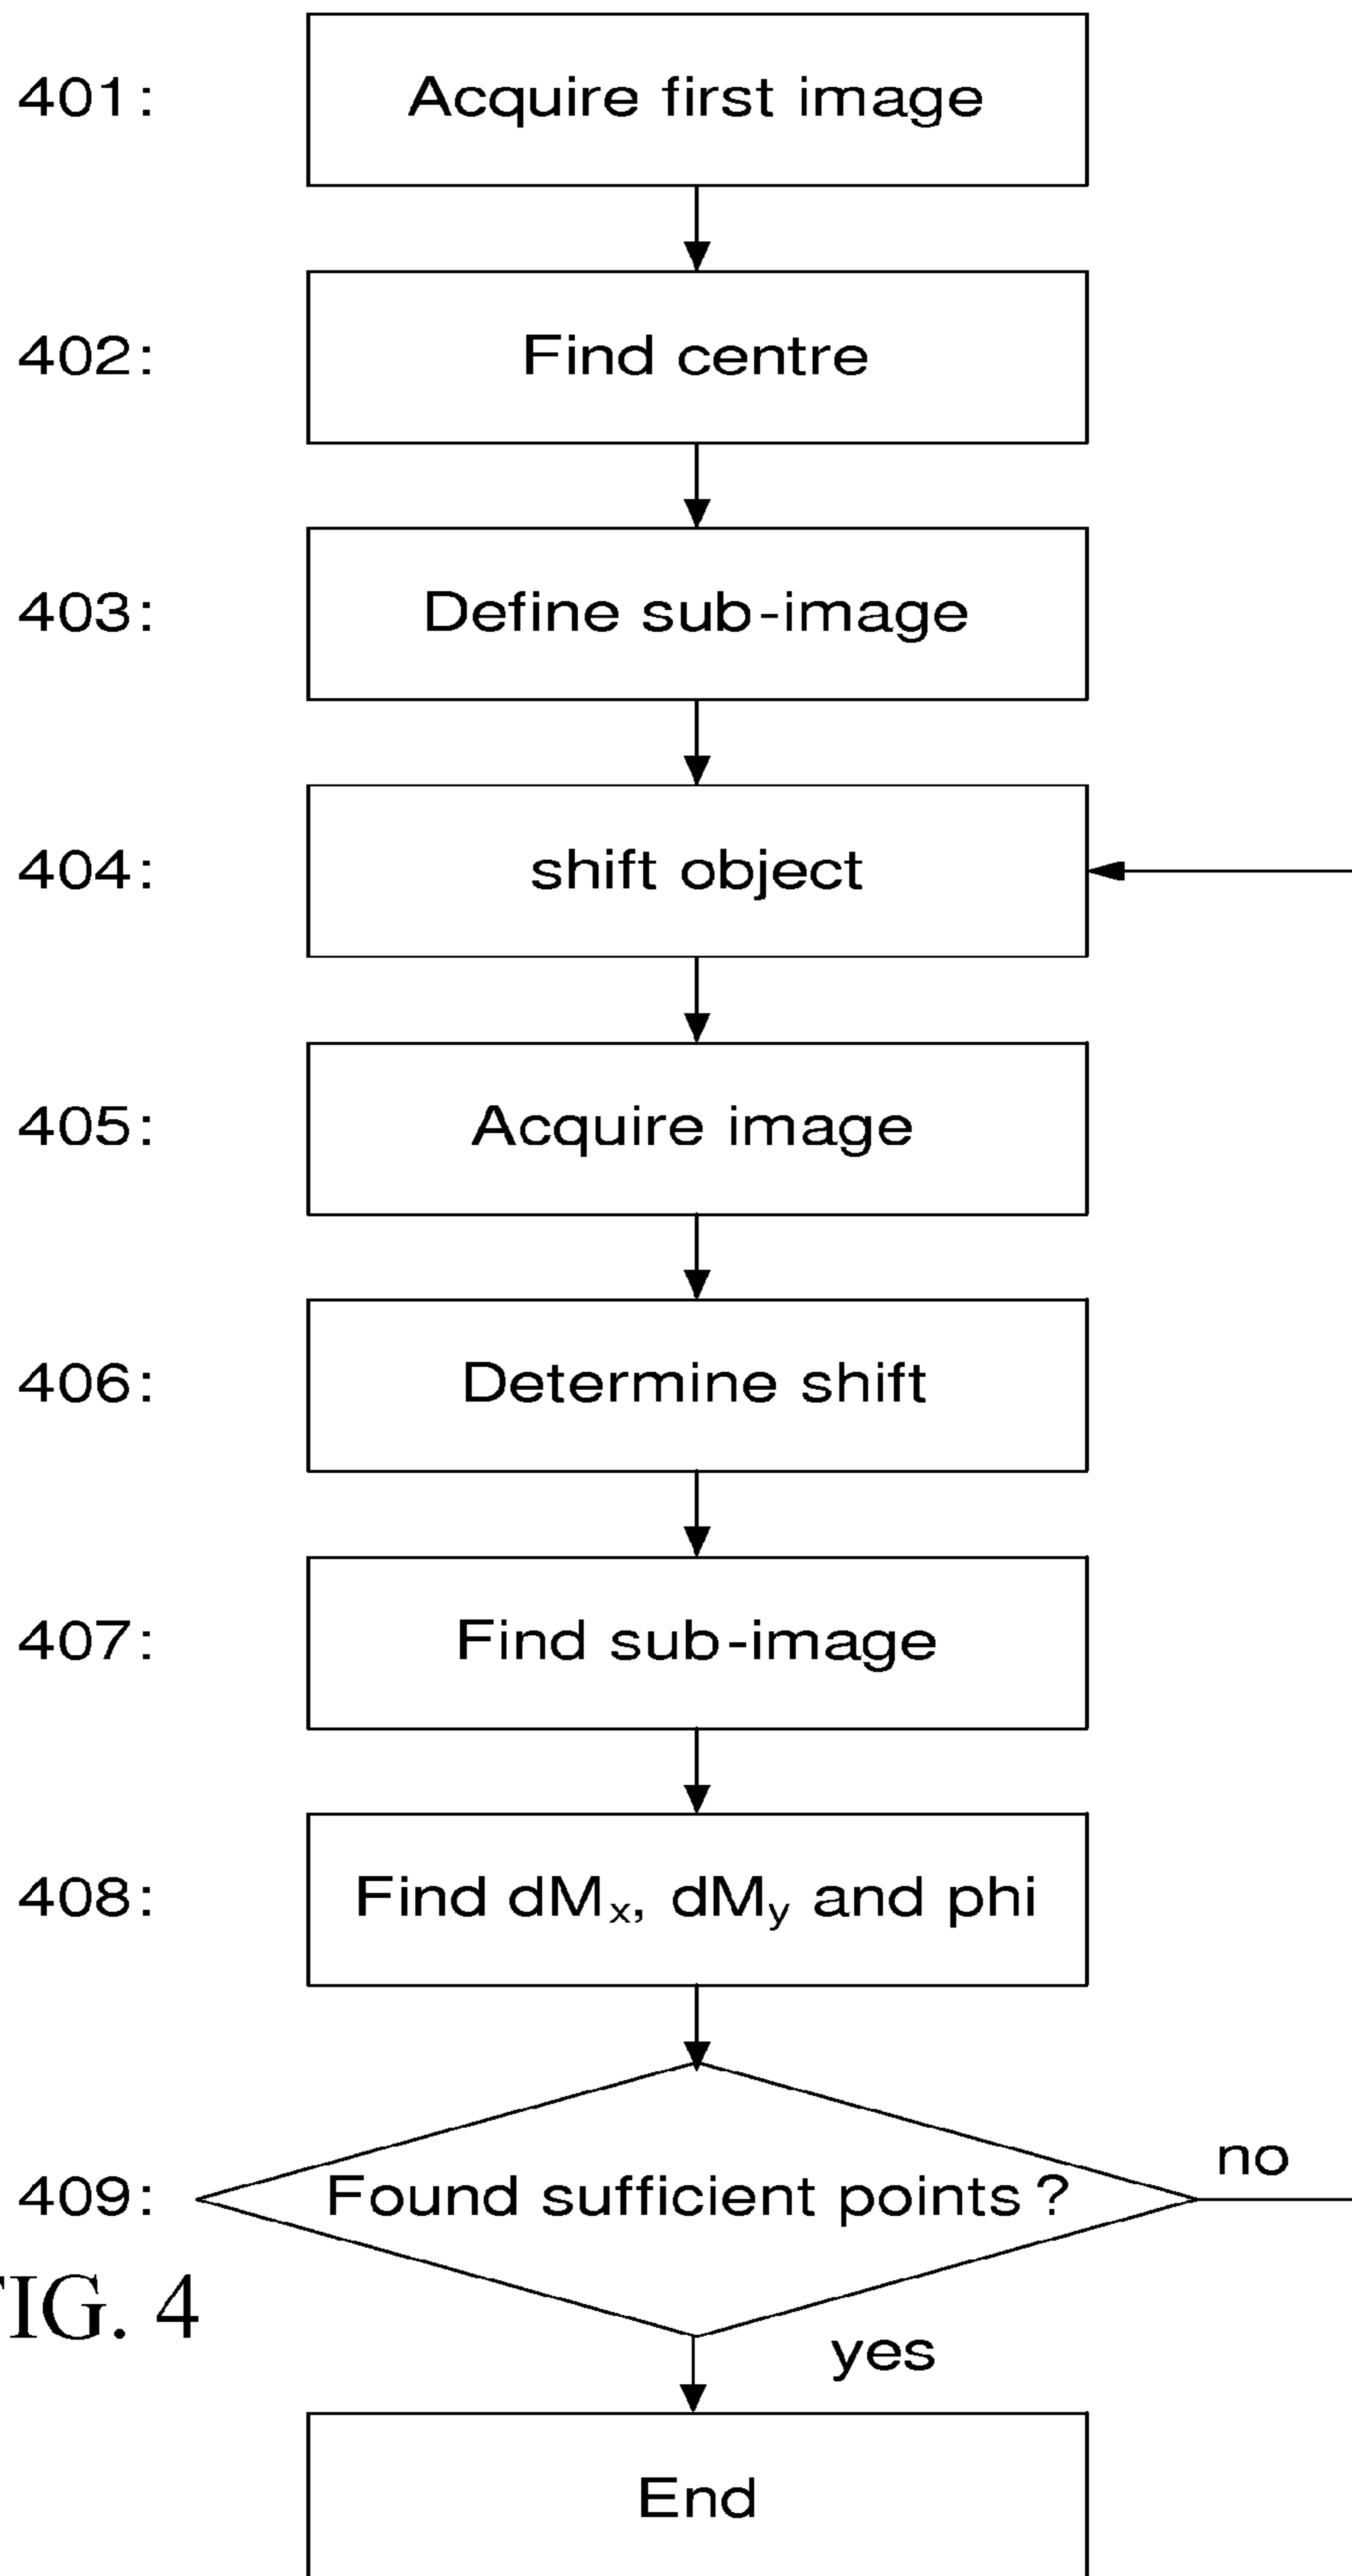 401: Acquire first image
402: Find centre
403: Define sub-image
404: shift object
405: Acquire image
406: Determine shift
407: Find sub-image
408: Find dMx, dMy and phi
409: Found sufficient points ? no
FIG. 4
yes
End